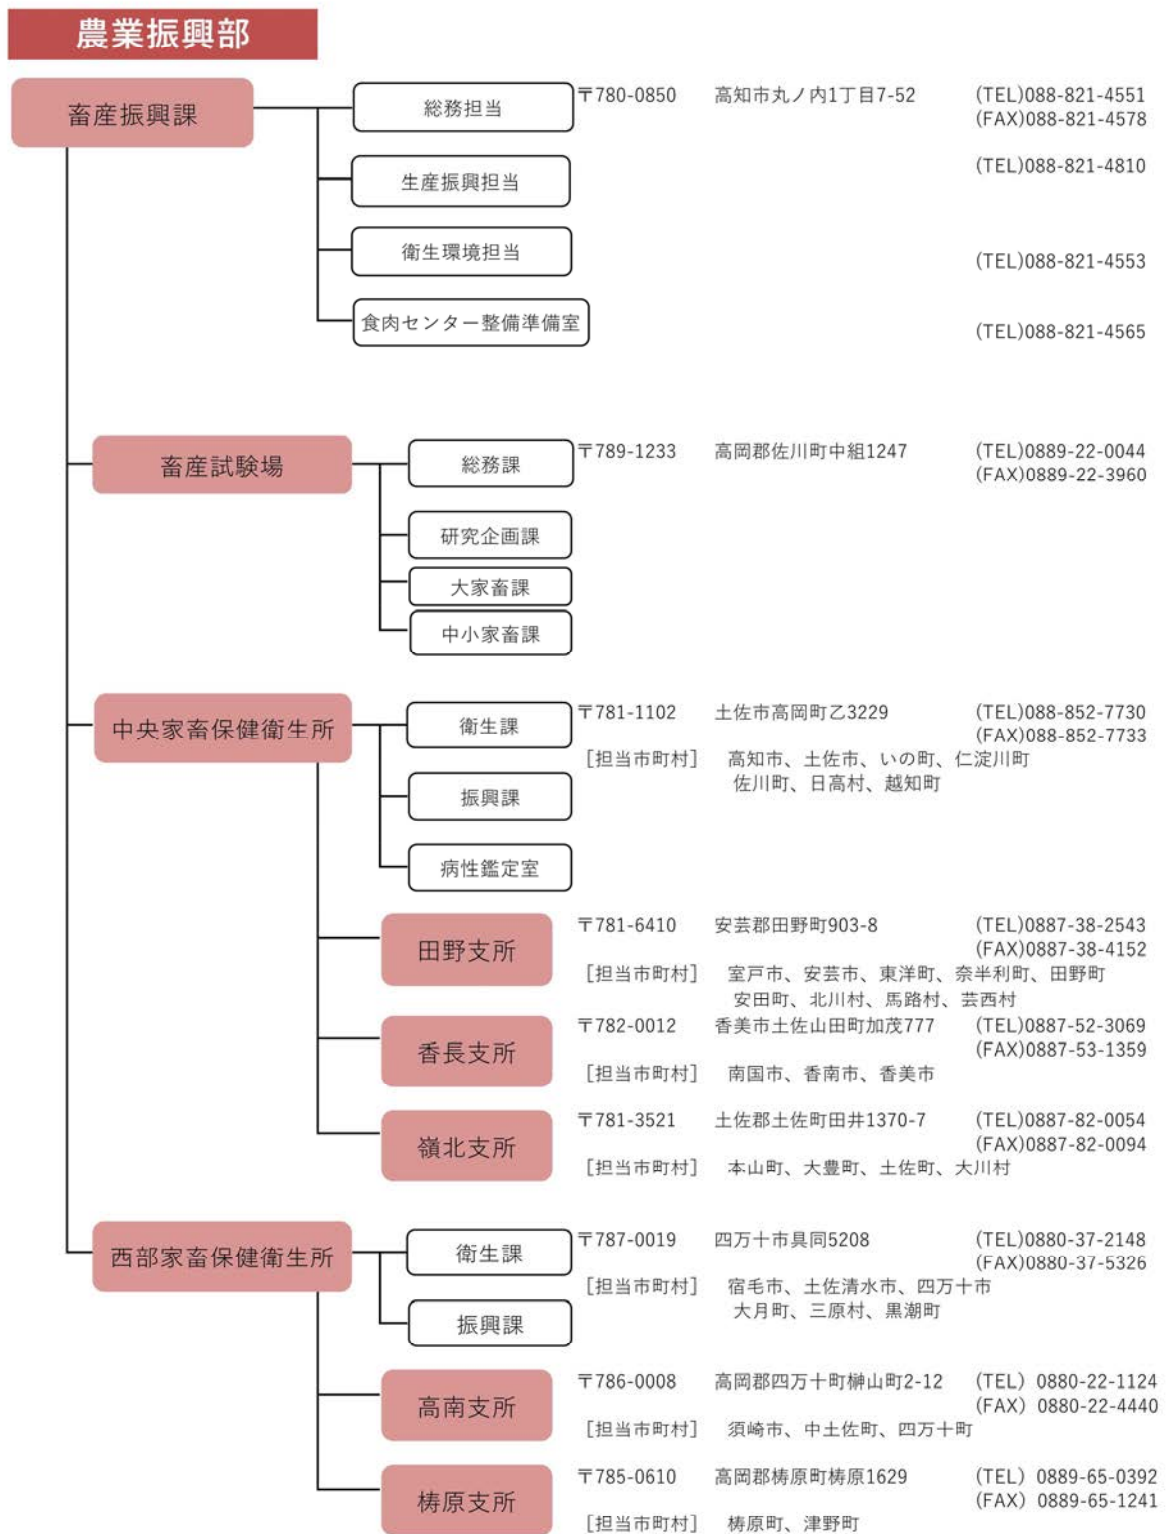 農業振興部
畜産振興課
総務担当 〒780-0850 高知市丸ノ内1丁目7-52 (TEL)088-821-4551
(FAX)088-821-4578
生産振興担当 (TEL)088-821-4810
衛生環境担当 (TEL)088-821-4553
食肉センター整備準備室 (TEL)088-821-4565
畜産試験場 総務課 〒789-1233 高岡郡佐川町中組1247 (TEL)0889-22-0044
(FAX)0889-22-3960
研究企画課
大家畜課
中小家畜課
中央家畜保健衛生所 衛生課 〒781-1102 土佐市高岡町乙3229 (TEL)088-852-7730
(FAX)088-852-7733
[担当市町村] 高知市、土佐市、いの町、仁淀川町
佐川町、日高村、越知町
振興課
病性鑑定室
田野支所 〒781-6410 安芸郡田野町903-8 (TEL)0887-38-2543
(FAX)0887-38-4152
[担当市町村] 室戸市、安芸市、東洋町、奈半利町、田野町
安田町、北川村、馬路村、芸西村
香長支所 〒782-0012 香美市土佐山田町加茂777 (TEL)0887-52-3069
(FAX)0887-53-1359
[担当市町村] 南国市、香南市、香美市
嶺北支所 〒781-3521 土佐郡土佐町田井1370-7 (TEL)0887-82-0054
(FAX)0887-82-0094
[担当市町村] 本山町、大豊町、土佐町、大川村
西部家畜保健衛生所 衛生課 〒787-0019 四万十市具同5208 (TEL)0880-37-2148
(FAX)0880-37-5326
[担当市町村] 宿毛市、土佐清水市、四万十市
大月町、三原村、黒潮町
振興課
高南支所 〒786-0008 高岡郡四万十町榊山町2-12 (TEL) 0880-22-1124
(FAX) 0880-22-4440
[担当市町村] 須崎市、中土佐町、四万十町
梼原支所 〒785-0610 高岡郡梼原町梼原1629 (TEL) 0889-65-0392
(FAX) 0889-65-1241
[担当市町村] 梼原町、津野町